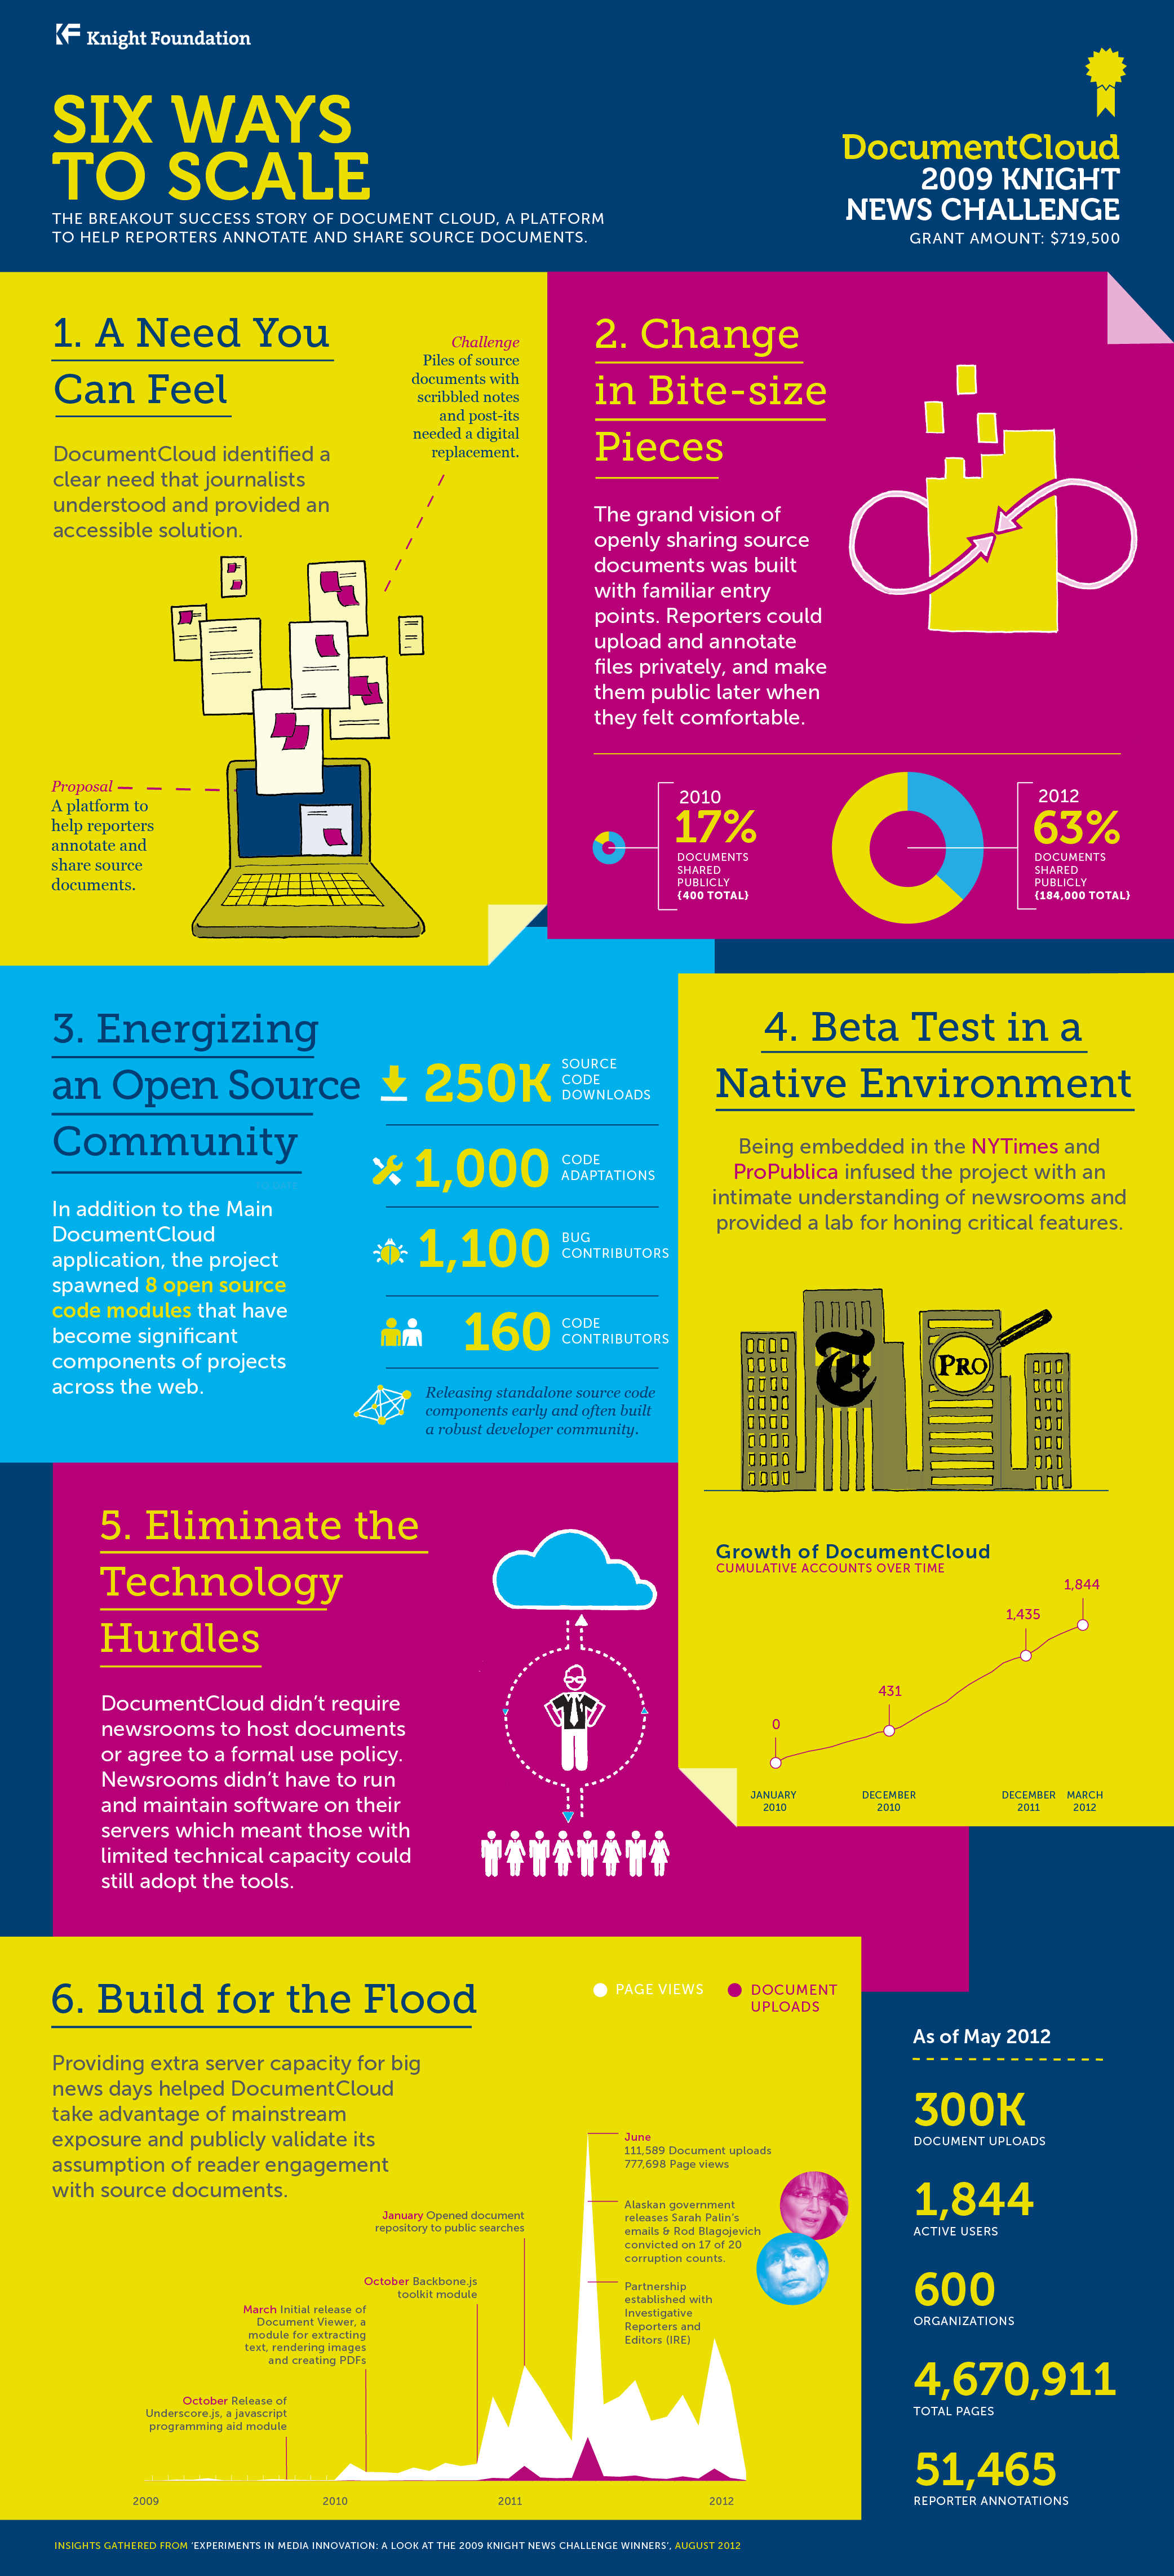 Knight Foundation
SIX WAYS
TO SCALE
THE BREAKOUT SUCCESS STORY OF DOCUMENT CLOUD, A PLATFORM
TO HELP REPORTERS ANNOTATE AND SHARE SOURCE DOCUMENTS.
DocumentCloud
2009 KNIGHT
NEWS CHALLENGE
GRANT AMOUNT: $719,500
1. A Need You
Can Feel
DocumentCloud identified a
clear need that journalists
understood and provided an
accessible solution.
Challenge
Piles of source
documents with
scribbled notes
and post-its
needed a digital
replacement.
Proposal
A platform to
help reporters
annotate and
share source
documents.
2. Change
in Bite-size
Pieces
The grand vision of
openly sharing source
documents was built
with familiar entry
points. Reporters could
upload and annotate
files privately, and make
them public later when
they felt comfortable.
2010
17%
DOCUMENTS
SHARED
PUBLICLY
{400 TOTAL}
2012
63%
DOCUMENTS
SHARED
PUBLICLY
{184,000 TOTAL}
3. Energizing
an Open Source
Community
In addition to the Main
DocumentCloud
application, the project
spawned 8 open source
code modules that have
become significant
components of projects
across the web.
250K
SOURCE
CODE
DOWNLOADS
1,000
CODE
ADAPTATIONS
1,100
BUG
CONTRIBUTORS
160
CODE
CONTRIBUTORS
Releasing standalone source code
components early and often built
a robust developer community.
4. Beta Test in a
Native Environment
Being embedded in the NYTimes and
ProPublica infused the project with an
intimate understanding of newsrooms and
provided a lab for honing critical features.
T
PRO
Growth of DocumentCloud
CUMULATIVE ACCOUNTS OVER TIME
1,844
1,435
431
0
JANUARY
2010
DECEMBER
2010
DECEMBER
2011
MARCH
2012
5. Eliminate the
Technology
Hurdles
DocumentCloud didn't require
newsrooms to host documents
or agree to a formal use policy.
Newsrooms didn't have to run
and maintain software on their
servers which meant those with
limited technical capacity could
still adopt the tools.
6. Build for the Flood
Providing extra server capacity for big
news days helped DocumentCloud
take advantage of mainstream
exposure and publicly validate its
assumption of reader engagement
with source documents.
PAGE VIEWS
DOCUMENT
UPLOADS
June
111,589 Document uploads
777,698 Page views
Alaskan government
releases Sarah Palin's
emails & Rod Blagojevich
convicted on 17 of 20
corruption counts.
Partnership
established with
Investigative
Reporters and
Editors (IRE)
January Opened document
repository to public searches
October Backbone.js
toolkit module
March Initial release of
Document Viewer, a
module for extracting
text, rendering images
and creating PDFs
October Release of
Underscore.js, a javascript
programming aid module
2009
2010
2011
2012
As of May 2012
300K
DOCUMENT UPLOADS
1,844
ACTIVE USERS
600
ORGANIZATIONS
4,670,911
TOTAL PAGES
51,465
REPORTER ANNOTATIONS
INSIGHTS GATHERED FROM 'EXPERIMENTS IN MEDIA INNOVATION: A LOOK AT THE 2009 KNIGHT NEWS CHALLENGE WINNERS', AUGUST 2012